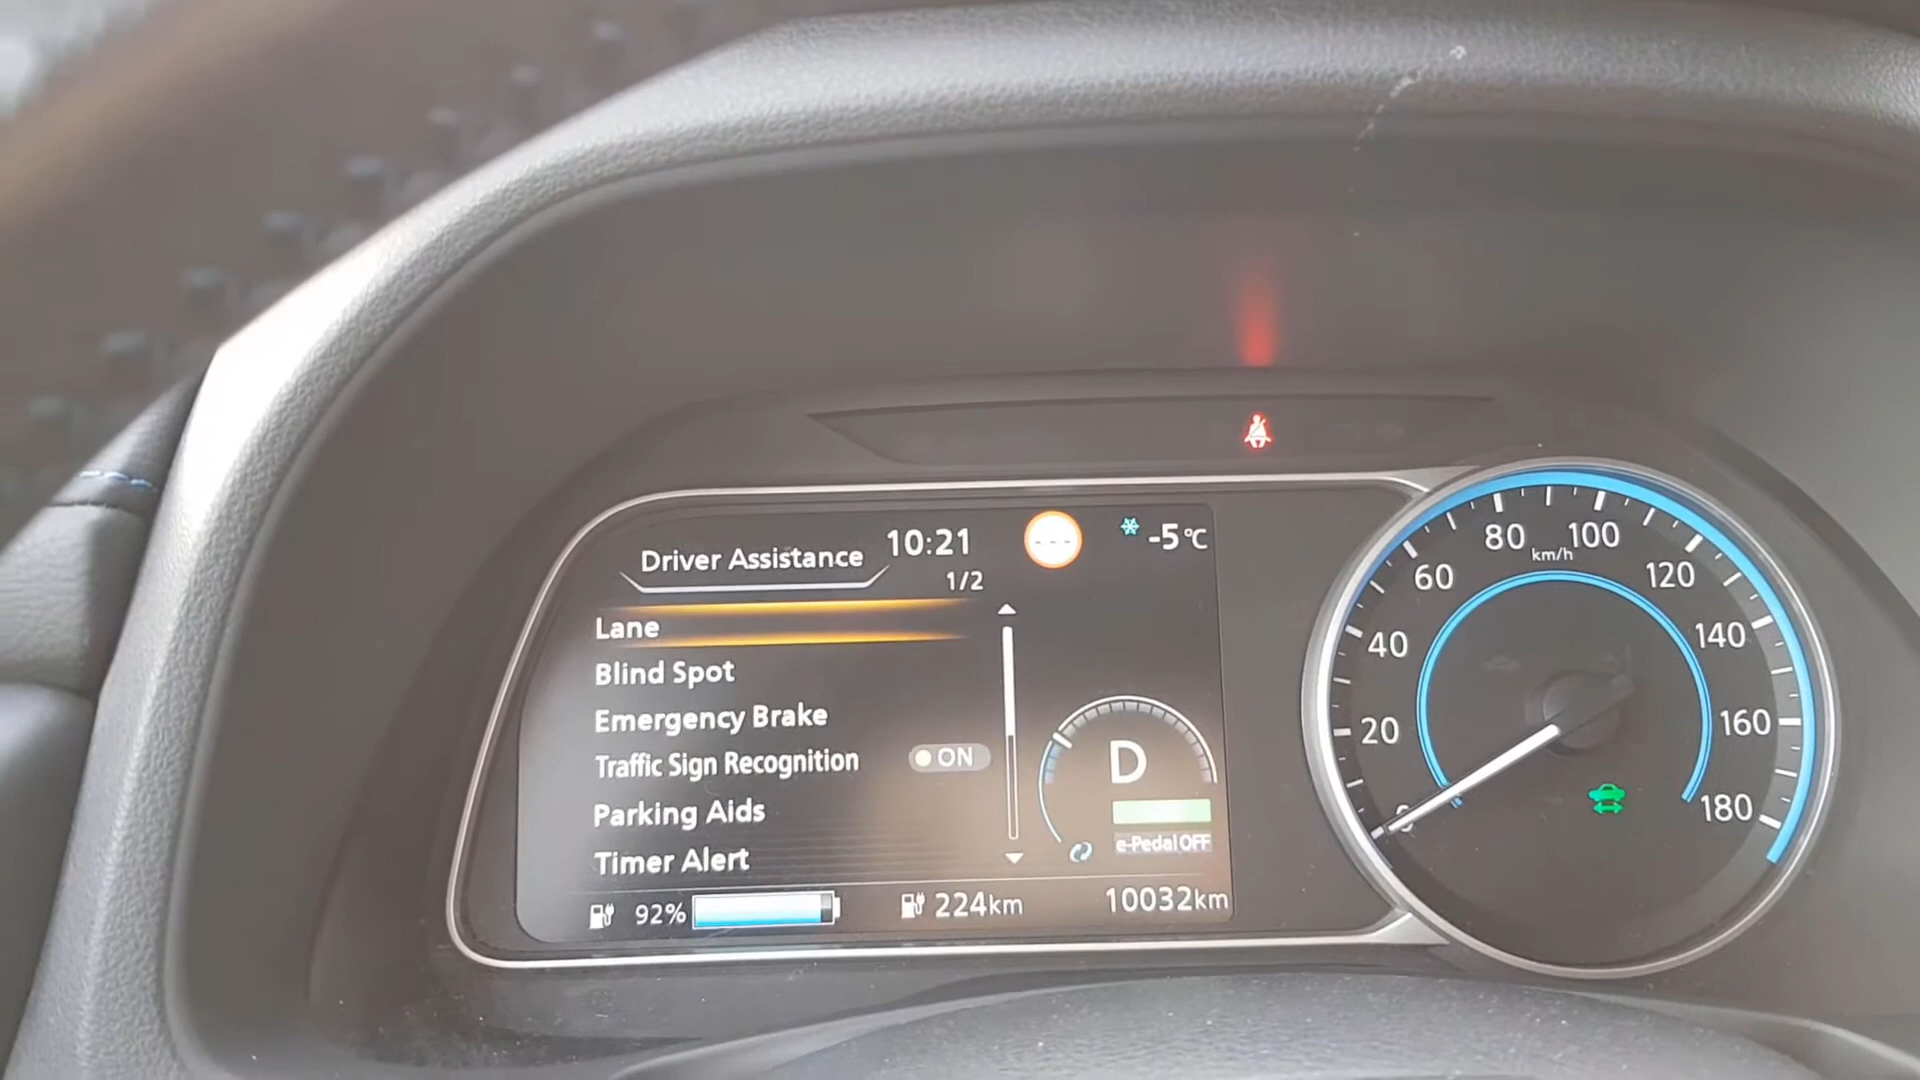 Driver Assistance
10:21
1/2
---
-5°C
Lane
Blind Spot
Emergency Brake
Traffic Sign Recognition ON
Parking Aids
Timer Alert
D
e-Pedal OFF
92%
224km
10032km
0
20
40
60
80
100
120
140
160
180
km/h